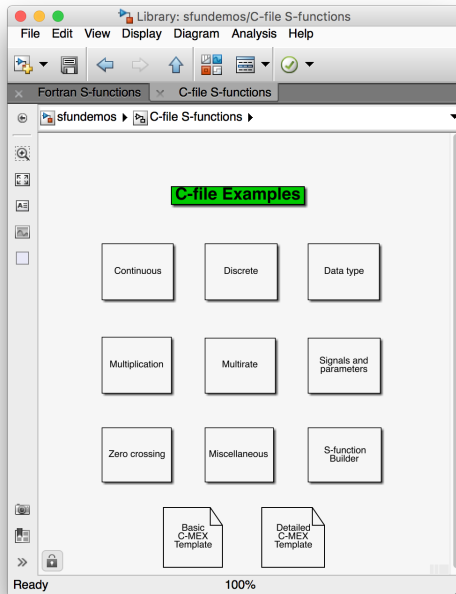 Library: sfundemos/C-file S-functions
File Edit View Display Diagram Analysis Help
Fortran S-functions
C-file S-functions
sfundemos C-file S-functions
C-file Examples
Continuous
Discrete
Data type
Multiplication
Multirate
Signals and
parameters
Zero crossing
Miscellaneous
S-function
Builder
Basic
C-MEX
Template
Detailed
C-MEX
Template
Ready
100%